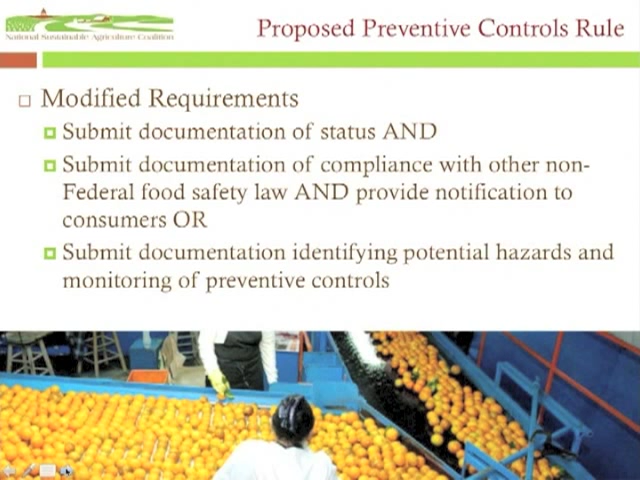 National Sustainable Agriculture Coalition
Proposed Preventive Controls Rule
Modified Requirements
Submit documentation of status AND
Submit documentation of compliance with other non-
Federal food safety law AND provide notification to
consumers OR
Submit documentation identifying potential hazards and
monitoring of preventive controls